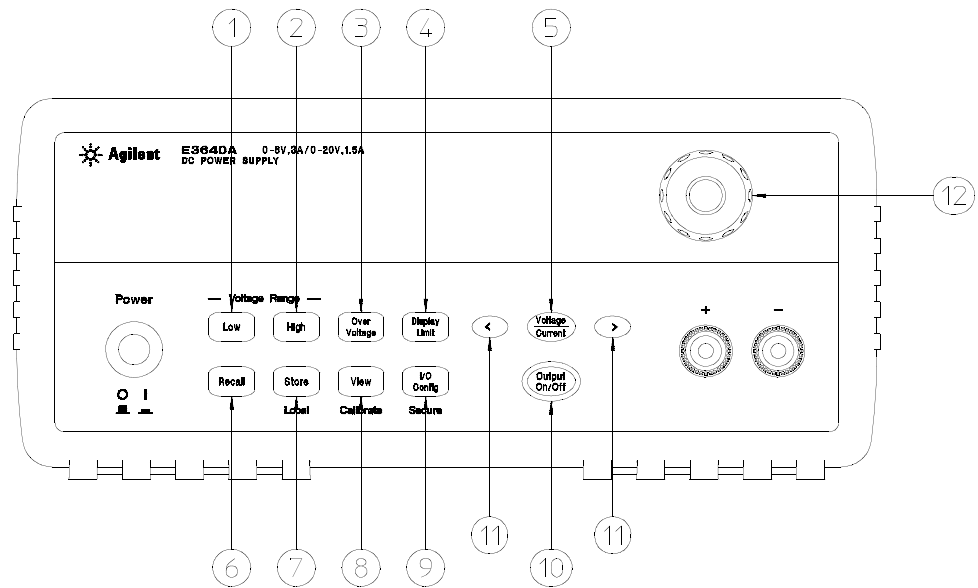 1 2 3 4 5
Agilent E3640A 0-8V,3A/0-20V,1.5A
DC POWER SUPPLY
12
Power
Voltage Range
Low High Over Voltage Display Limit < Voltage Current > + −
Recall Store View I/O Config Output On/Off
O I
Local Calibrate Secure
11 11
6 7 8 9 10